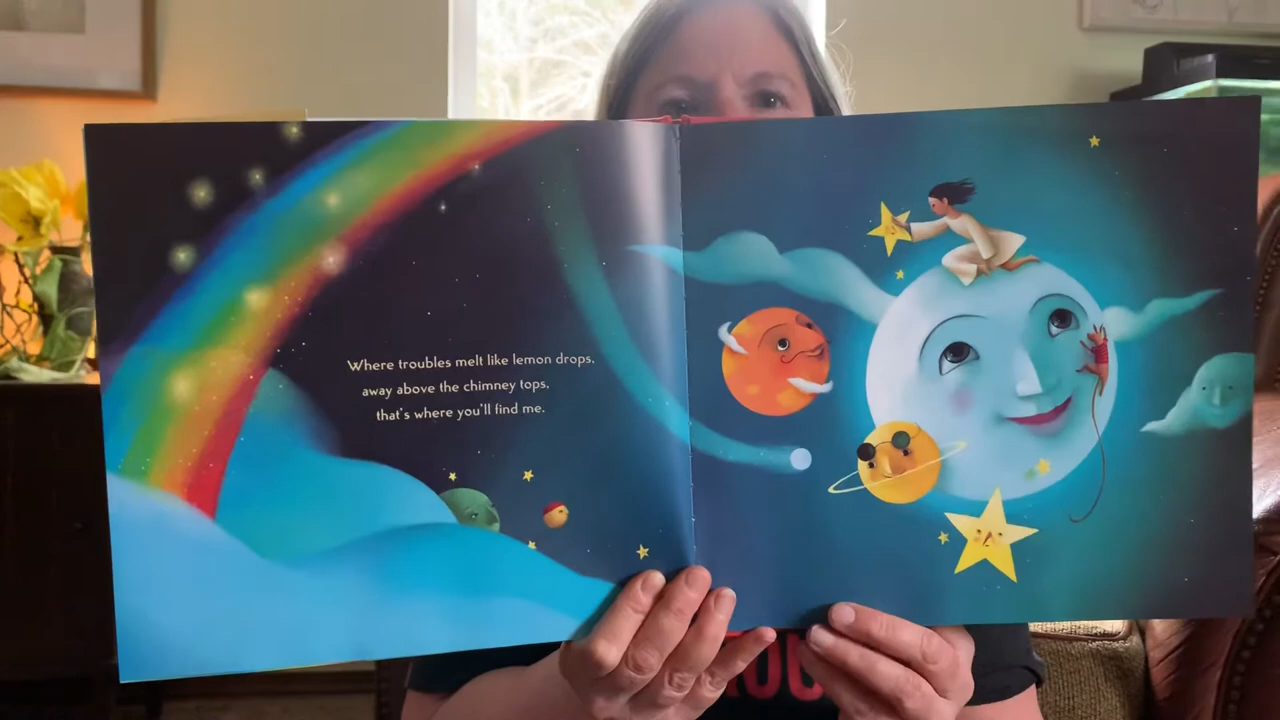 Where troubles melt like lemon drops,
away above the chimney tops,
that's where you'll find me.